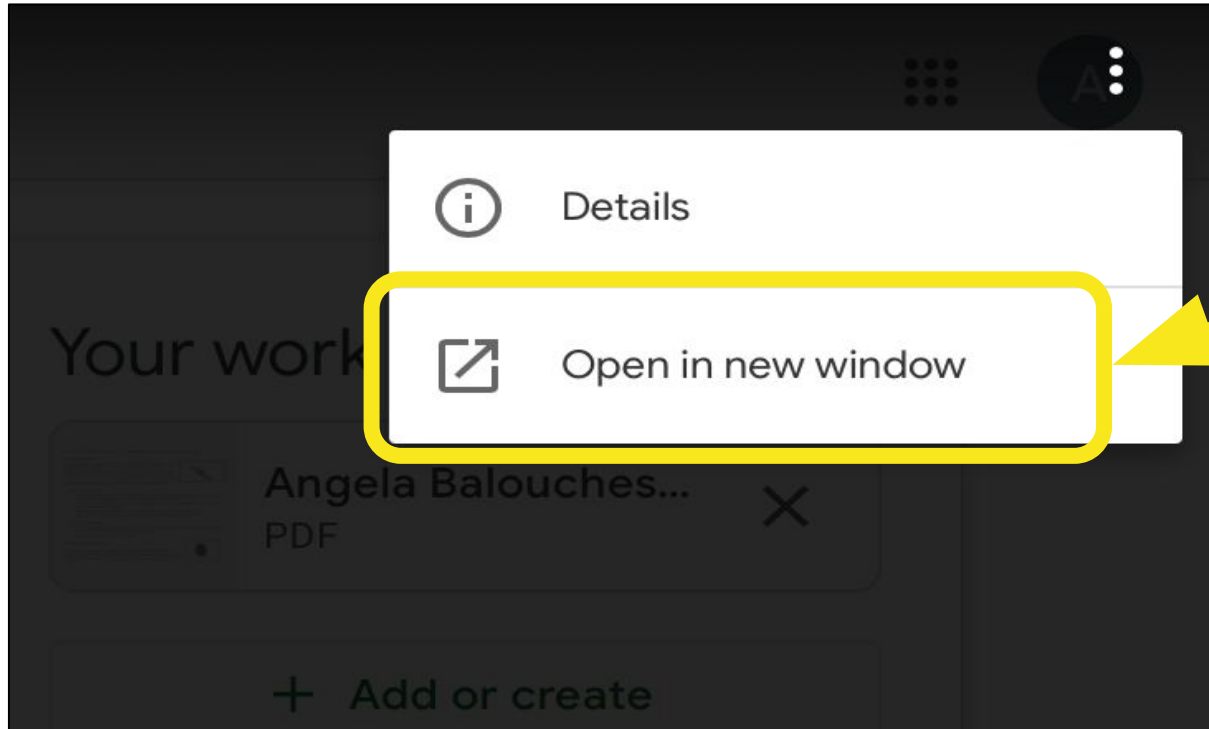 A
Details
Open in new window
Your work
Angela Balouches...
PDF
+ Add or create